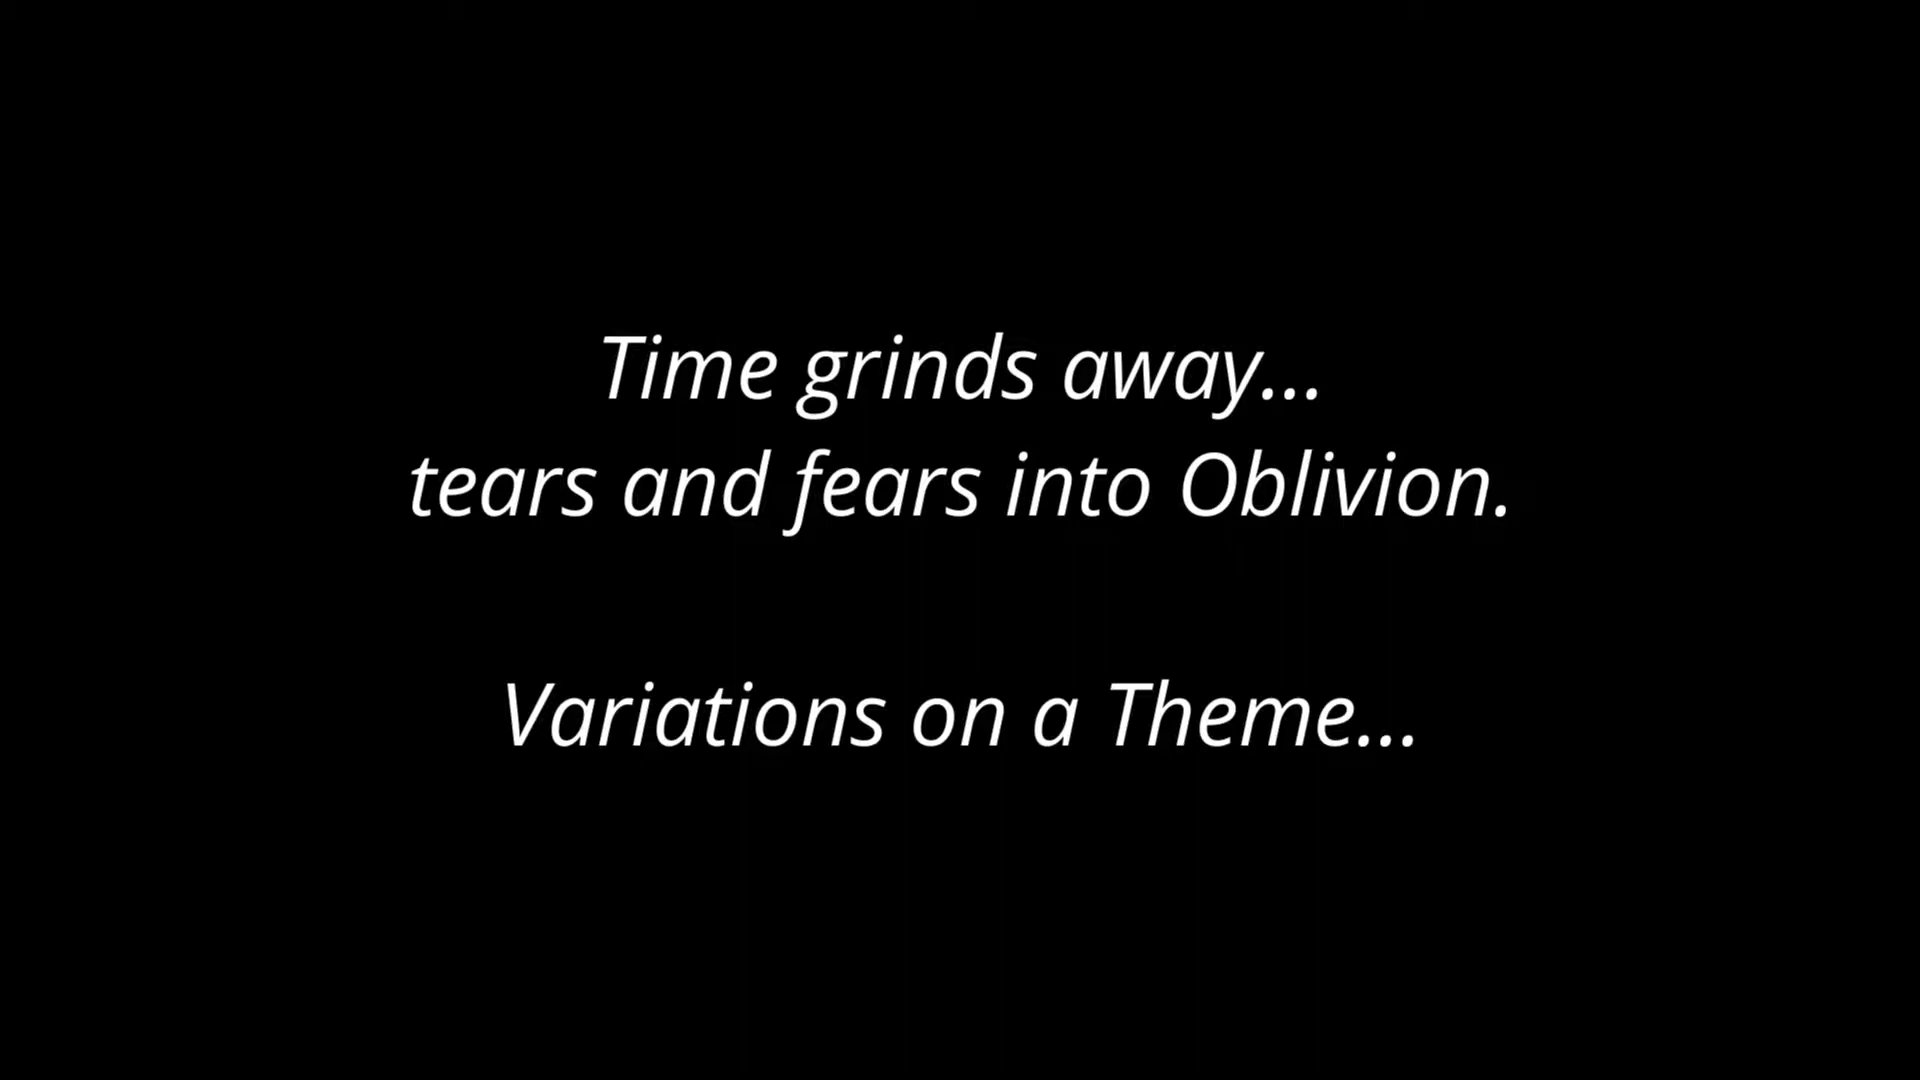 Time grinds away...
tears and fears into Oblivion.
Variations on a Theme...